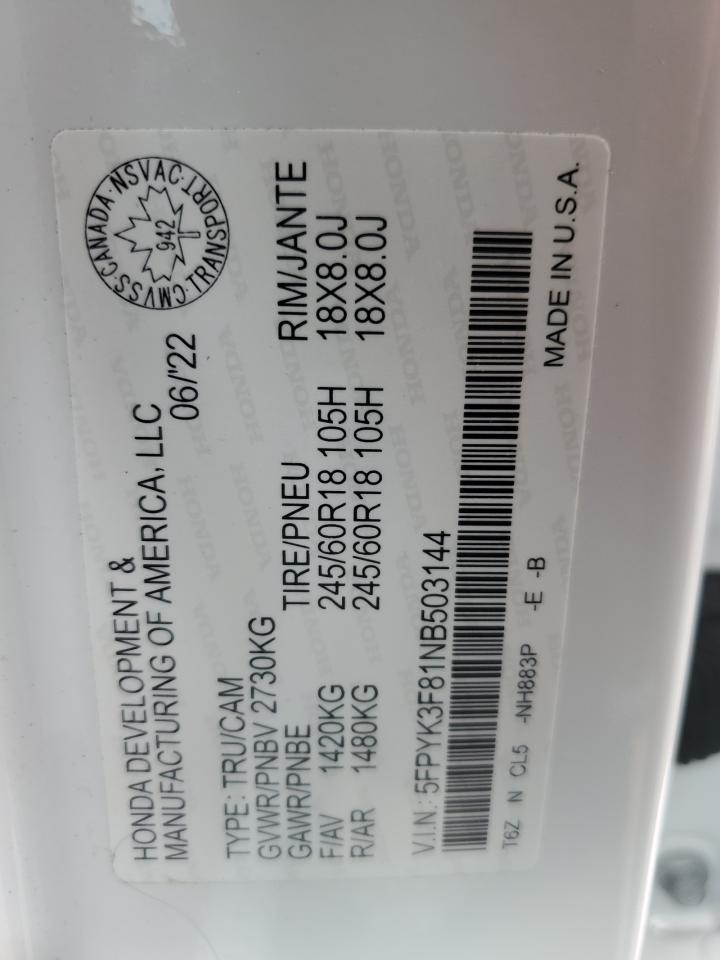 HONDA DEVELOPMENT &
MANUFACTURING OF AMERICA, LLC
06/'22
CMVSS·CANADA·NSVAC·TRANSPORT
942
TYPE: TRU/CAM
GVWR/PNBV 2730KG
GAWR/PNBE TIRE/PNEU RIM/JANTE
F/AV 1420KG 245/60R18 105H 18X8.0J
R/AR 1480KG 245/60R18 105H 18X8.0J
V.I.N.: 5FPYK3F81NB503144
T6Z N CL5 -NH883P -E -B
MADE IN U.S.A.